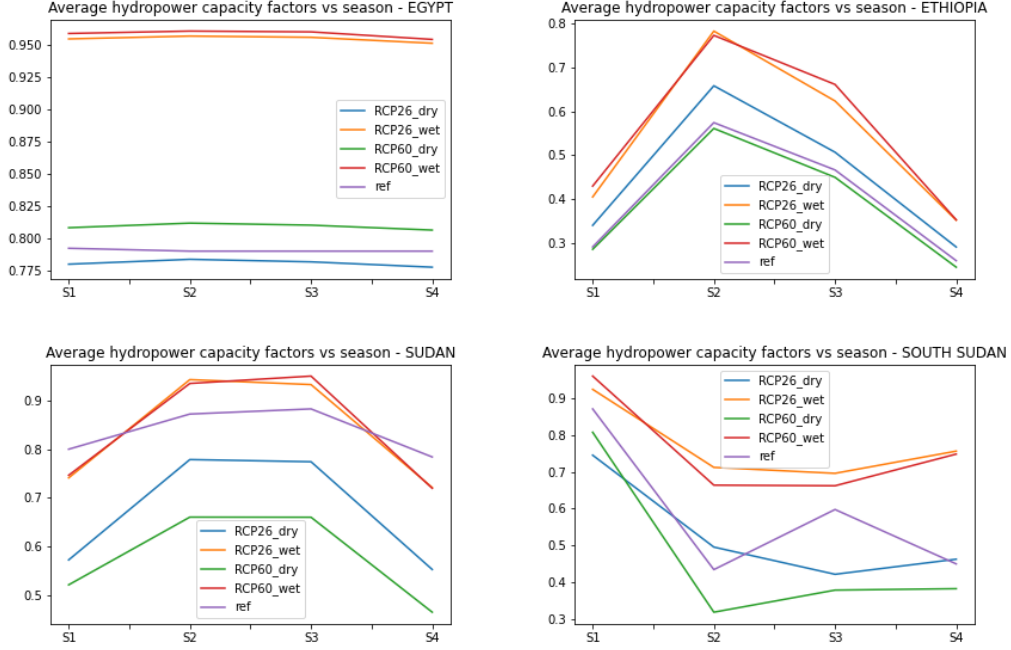 Average hydropower capacity factors vs season - EGYPT
0.950
0.925
0.900
0.875
0.850
0.825
0.800
0.775
RCP26_dry
RCP26_wet
RCP60_dry
RCP60_wet
ref
S1
S2
S3
S4
Average hydropower capacity factors vs season - ETHIOPIA
0.8
0.7
0.6
0.5
0.4
0.3
RCP26_dry
RCP26_wet
RCP60_dry
RCP60_wet
ref
S1
S2
S3
S4
Average hydropower capacity factors vs season - SUDAN
0.9
0.8
0.7
0.6
0.5
RCP26_dry
RCP26_wet
RCP60_dry
RCP60_wet
ref
S1
S2
S3
S4
Average hydropower capacity factors vs season - SOUTH SUDAN
0.9
0.8
0.7
0.6
0.5
0.4
0.3
RCP26_dry
RCP26_wet
RCP60_dry
RCP60_wet
ref
S1
S2
S3
S4